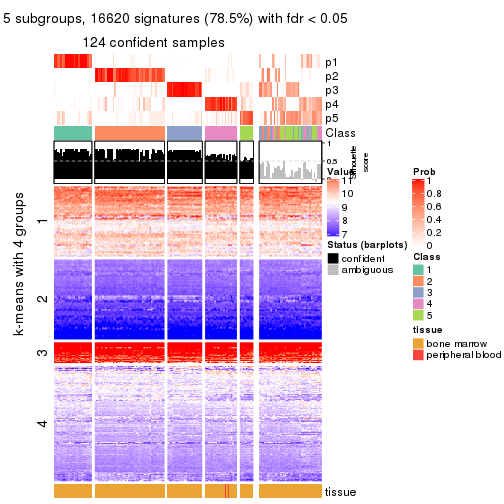 5 subgroups, 16620 signatures (78.5%) with fdr < 0.05
124 confident samples
p1
p2
p3
p4
p5
Class
1
0.5
0
Silhouette
score
k-means with 4 groups
1
2
3
4
tissue
Value
11
10
9
8
7
Status (barplots)
confident
ambiguous
Prob
1
0.8
0.6
0.4
0.2
0
Class
1
2
3
4
5
tissue
bone marrow
peripheral blood